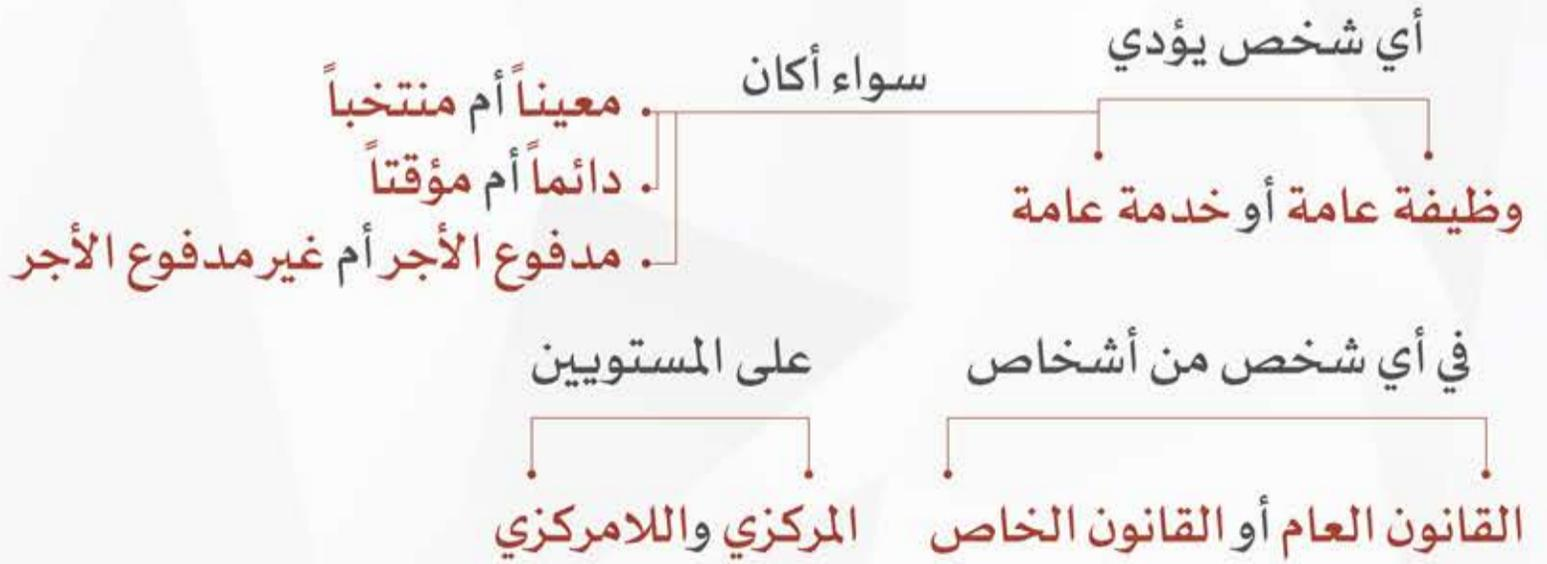 أي شخص يؤدي
وظيفة عامة أو خدمة عامة
سواء أكان
• معيناً أم منتخباً
• دائماً أم مؤقتاً
• مدفوع الأجر أم غير مدفوع الأجر
في أي شخص من أشخاص
القانون العام أو القانون الخاص
على المستويين
المركزي واللامركزي